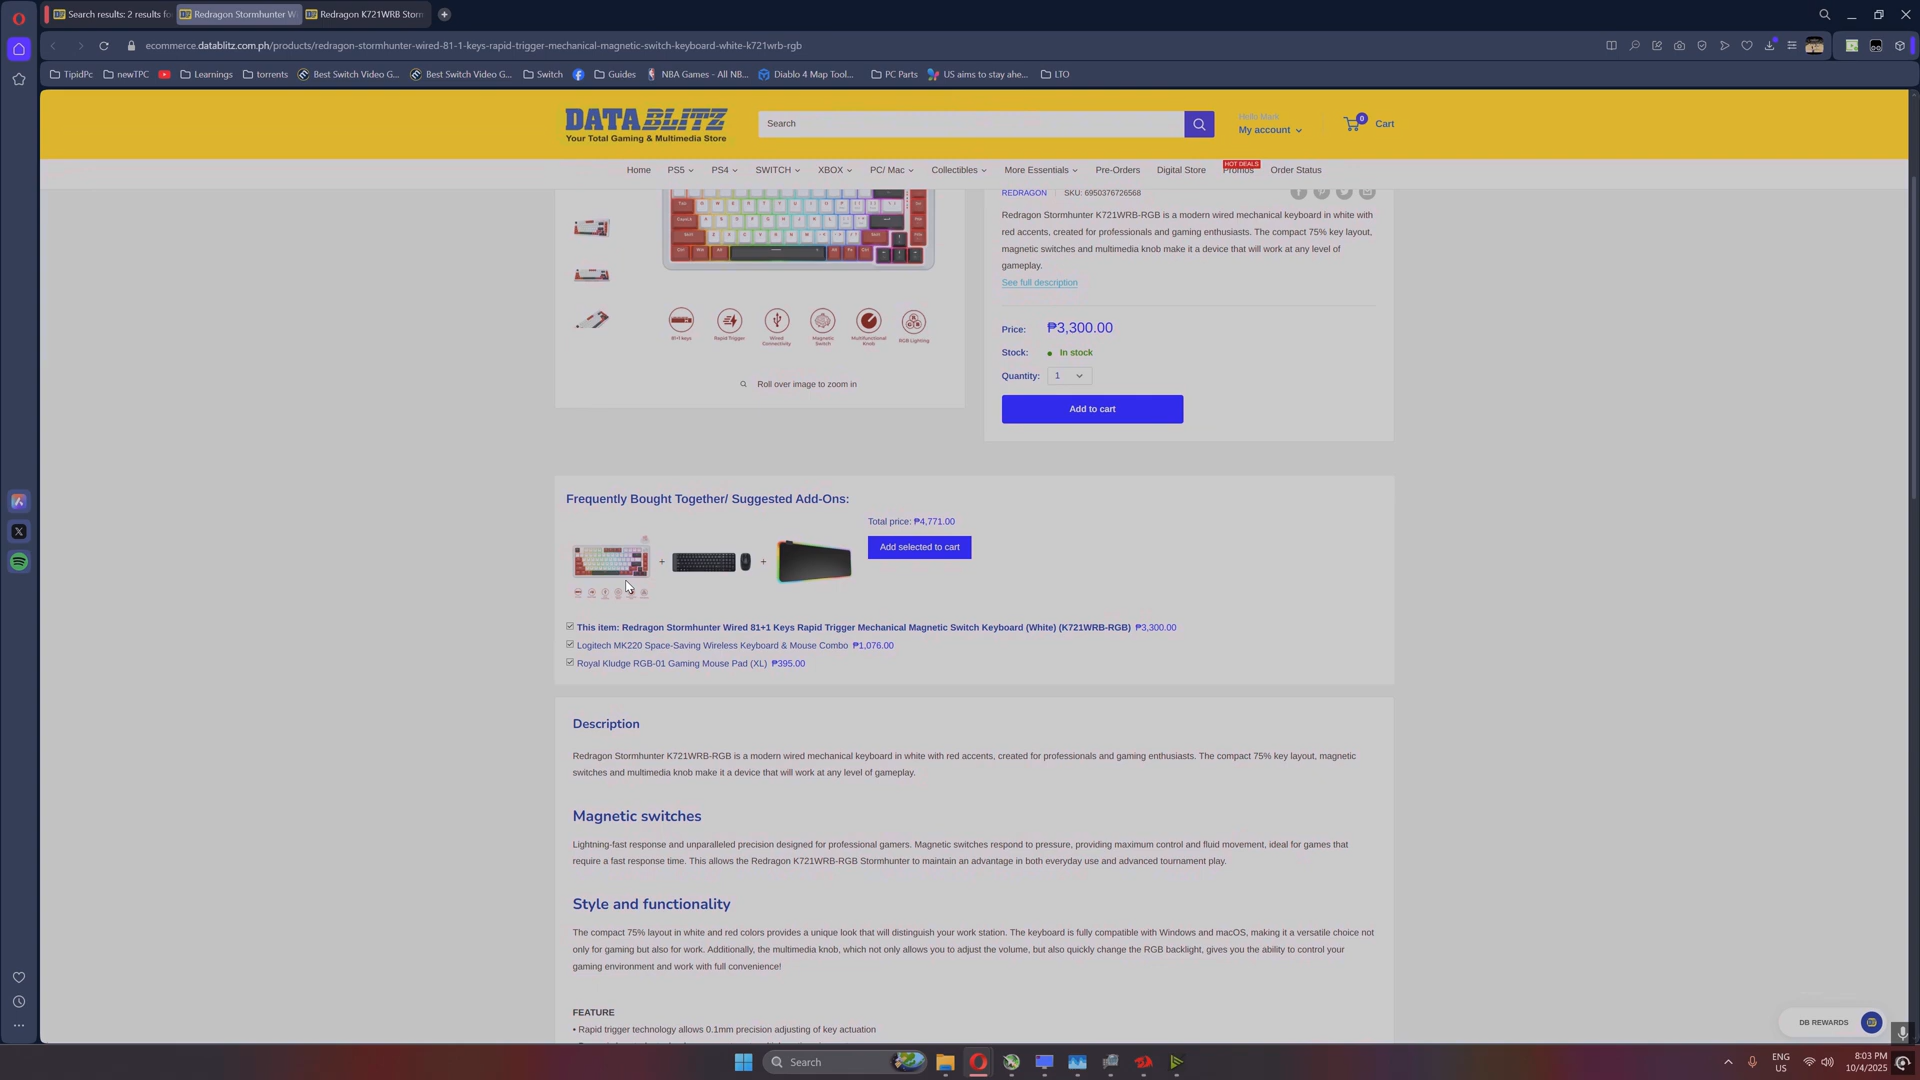 Search results: 2 results fo
Redragon Stormhunter W
Redragon K721WRB Storm
ecommerce.datablitz.com.ph/products/redragon-stormhunter-wired-81-1-keys-rapid-trigger-mechanical-magnetic-switch-keyboard-white-k721wrb-rgb
TipidPc
newTPC
Learnings
torrents
Best Switch Video G...
Best Switch Video G...
Switch
Guides
NBA Games - All NB...
Diablo 4 Map Tool...
PC Parts
US aims to stay ahe...
LTO
DATABLITZ
Your Total Gaming & Multimedia Store
Search
Hello Mark
My account
0
Cart
Home
PS5
PS4
SWITCH
XBOX
PC/ Mac
Collectibles
More Essentials
Pre-Orders
Digital Store
HOT DEALS
Promos
Order Status
REDRAGON
SKU: 6950376726568
Redragon Stormhunter K721WRB-RGB is a modern wired mechanical keyboard in white with
red accents, created for professionals and gaming enthusiasts. The compact 75% key layout,
magnetic switches and multimedia knob make it a device that will work at any level of
gameplay.
See full description
81+1 keys
Rapid Trigger
Wired
Connectivity
Magnetic
Switch
Multifunctional
Knob
RGB Lighting
Roll over image to zoom in
Price: ₱3,300.00
Stock: In stock
Quantity: 1
Add to cart
Frequently Bought Together/ Suggested Add-Ons:
+
+
Total price: ₱4,771.00
Add selected to cart
This item: Redragon Stormhunter Wired 81+1 Keys Rapid Trigger Mechanical Magnetic Switch Keyboard (White) (K721WRB-RGB) ₱3,300.00
Logitech MK220 Space-Saving Wireless Keyboard & Mouse Combo ₱1,076.00
Royal Kludge RGB-01 Gaming Mouse Pad (XL) ₱395.00
Description
Redragon Stormhunter K721WRB-RGB is a modern wired mechanical keyboard in white with red accents, created for professionals and gaming enthusiasts. The compact 75% key layout, magnetic
switches and multimedia knob make it a device that will work at any level of gameplay.
Magnetic switches
Lightning-fast response and unparalleled precision designed for professional gamers. Magnetic switches respond to pressure, providing maximum control and fluid movement, ideal for games that
require a fast response time. This allows the Redragon K721WRB-RGB Stormhunter to maintain an advantage in both everyday use and advanced tournament play.
Style and functionality
The compact 75% layout in white and red colors provides a unique look that will distinguish your work station. The keyboard is fully compatible with Windows and macOS, making it a versatile choice not
only for gaming but also for work. Additionally, the multimedia knob, which not only allows you to adjust the volume, but also quickly change the RGB backlight, gives you the ability to control your
gaming environment and work with full convenience!
FEATURE
• Rapid trigger technology allows 0.1mm precision adjusting of key actuation
DB REWARDS
Search
ENG
US
8:03 PM
10/4/2025